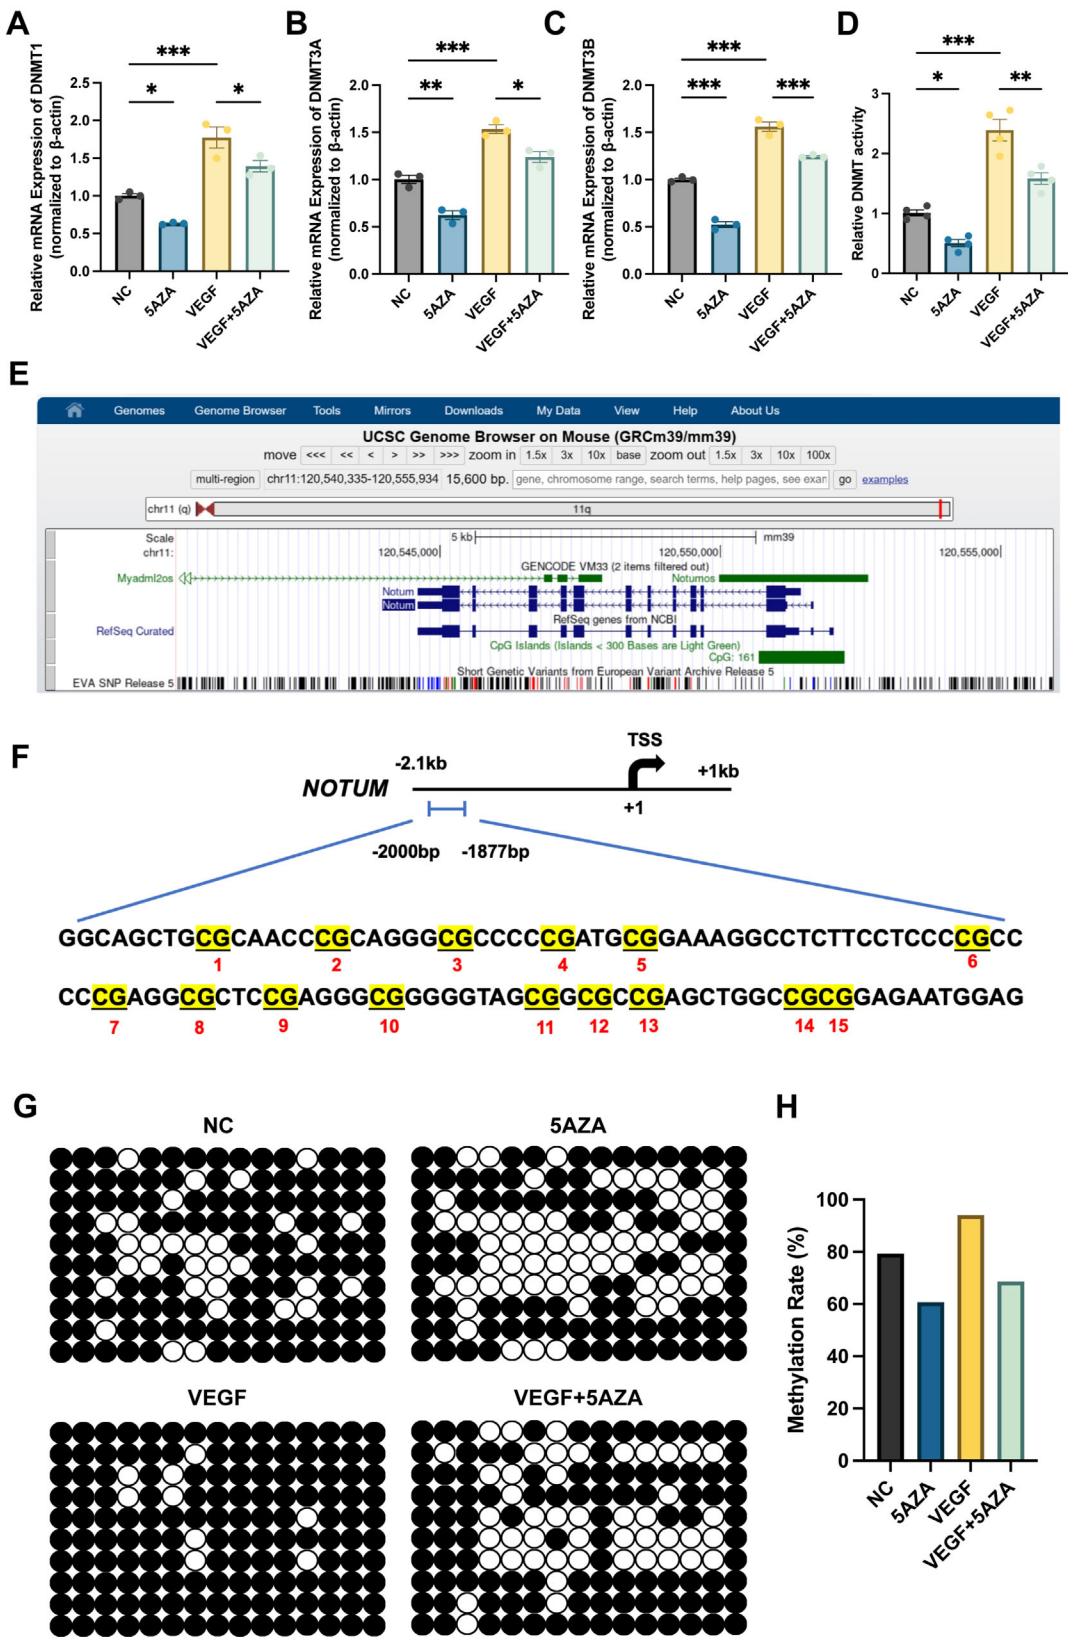 A
B
C
D
Relative mRNA Expression of DNMT1
(normalized to β-actin)
***
*
*
2.5
2.0
1.5
1.0
0.5
0.0
NC
5AZA
VEGF
VEGF+5AZA
Relative mRNA Expression of DNMT3A
(normalized to β-actin)
***
**
*
2.0
1.5
1.0
0.5
0.0
NC
5AZA
VEGF
VEGF+5AZA
Relative mRNA Expression of DNMT3B
(normalized to β-actin)
***
***
***
2.0
1.5
1.0
0.5
0.0
NC
5AZA
VEGF
VEGF+5AZA
Relative DNMT activity
***
*
**
3
2
1
0
NC
5AZA
VEGF
VEGF+5AZA
E
Genomes Genome Browser Tools Mirrors Downloads My Data View Help About Us
UCSC Genome Browser on Mouse (GRCm39/mm39)
move <<< << < > >> >>> zoom in 1.5x 3x 10x base zoom out 1.5x 3x 10x 100x
multi-region chr11:120,540,335-120,555,934 15,600 bp. gene, chromosome range, search terms, help pages, see exan go examples
chr11 (q) 11q
Scale 5 kb mm39
chr11: 120,545,000 120,550,000 120,555,000
GENCODE VM33 (2 items filtered out)
Myadml2os Notumos
Notum
Notum
RefSeq genes from NCBI
RefSeq Curated
CpG Islands (Islands < 300 Bases are Light Green)
CpG: 161
Short Genetic Variants from European Variant Archive Release 5
EVA SNP Release 5
F
NOTUM
-2.1kb
TSS
+1kb
+1
-2000bp -1877bp
GGCAGCTGCGCAACCCGCAGGGCGCCCCCGATGCGGAAAGGCCTCTTCCTCCCCGCC
1 2 3 4 5 6
CCCGAGGCGCTCCGAGGGCGGGGGTAGCGGCGCCGAGCTGGCCGCGGAGAATGGAG
7 8 9 10 11 12 13 14 15
G
NC
5AZA
VEGF
VEGF+5AZA
H
Methylation Rate (%)
100
80
60
40
20
0
NC
5AZA
VEGF
VEGF+5AZA